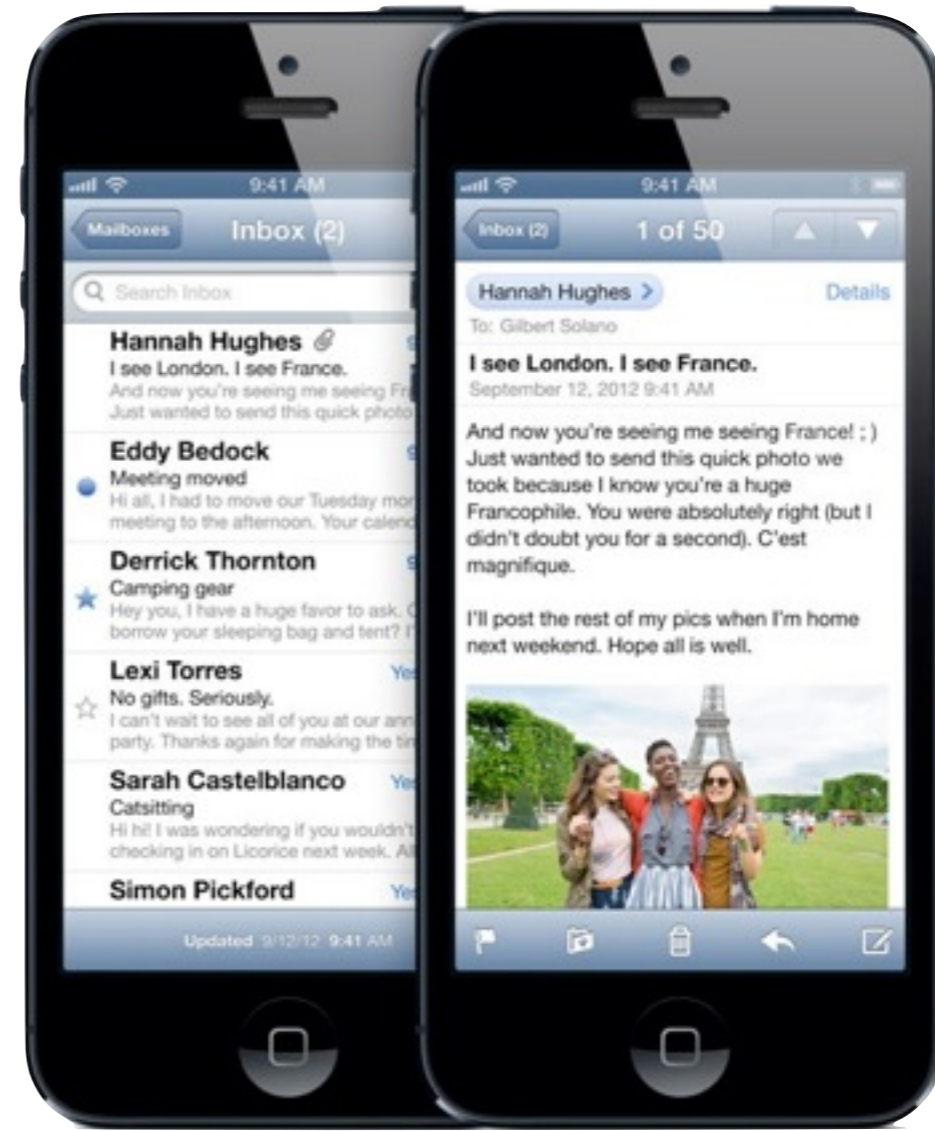 9:41 AM
Mailboxes
Inbox (2)
Search Inbox
Hannah Hughes
I see London. I see France.
And now you're seeing me seeing
Just wanted to send this quick photo
Eddy Bedock
Meeting moved
Hi all, I had to move our Tuesday
meeting to the afternoon. Your
Derrick Thornton
Camping gear
Hey you, I have a huge favor to ask.
borrow your sleeping bag and tent?
Lexi Torres
No gifts. Seriously.
I can't wait to see all of you at our
party. Thanks again for making the
Sarah Castelblanco
Catsitting
Hi hi! I was wondering if you wouldn't
checking in on Licorice next week.
Simon Pickford
Updated 9/12/12 9:41 AM
9:41 AM
Inbox (2)
1 of 50
Hannah Hughes >
Details
To: Gilbert Solano
I see London. I see France.
September 12, 2012 9:41 AM
And now you're seeing me seeing France! ; )
Just wanted to send this quick photo we
took because I know you're a huge
Francophile. You were absolutely right (but I
didn't doubt you for a second). C'est
magnifique.
I'll post the rest of my pics when I'm home
next weekend. Hope all is well.